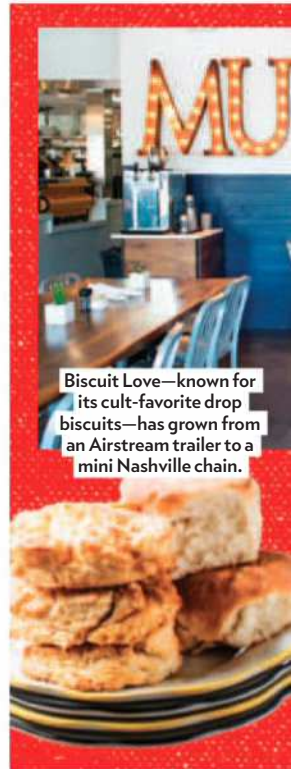 MU
Biscuit Love—known for
its cult-favorite drop
biscuits—has grown from
an Airstream trailer to a
mini Nashville chain.